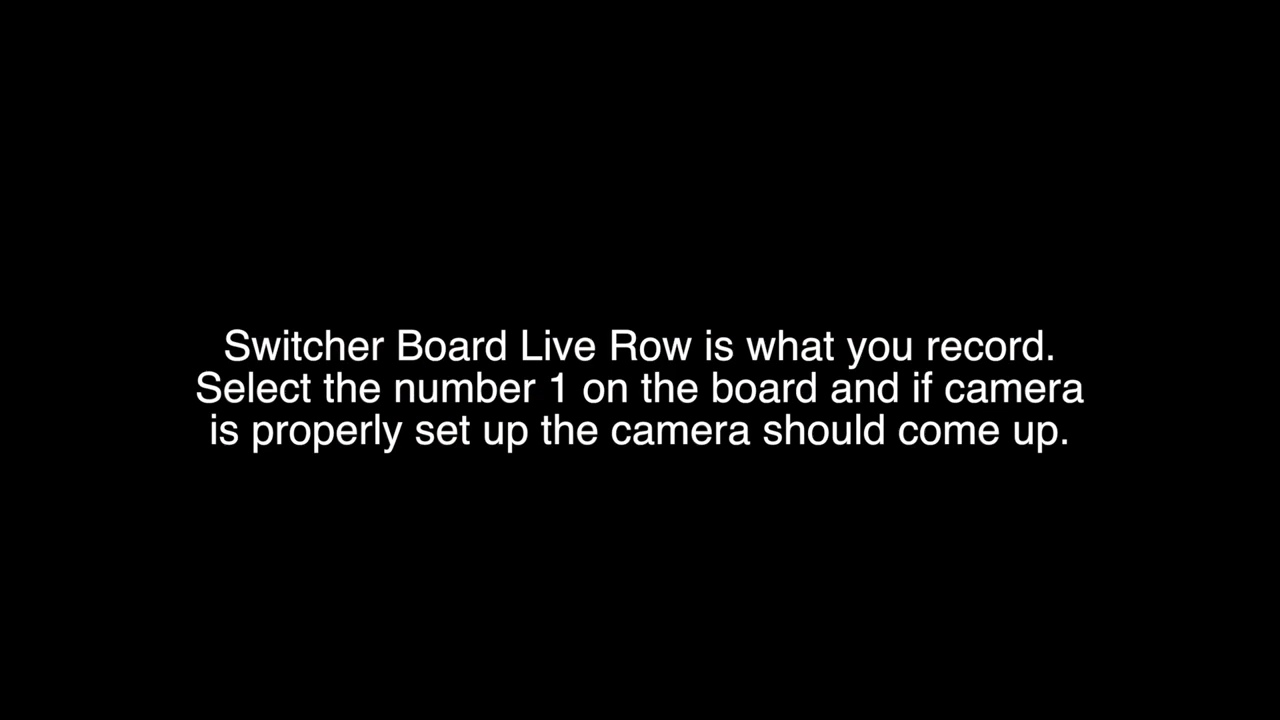 Switcher Board Live Row is what you record.
Select the number 1 on the board and if camera
is properly set up the camera should come up.